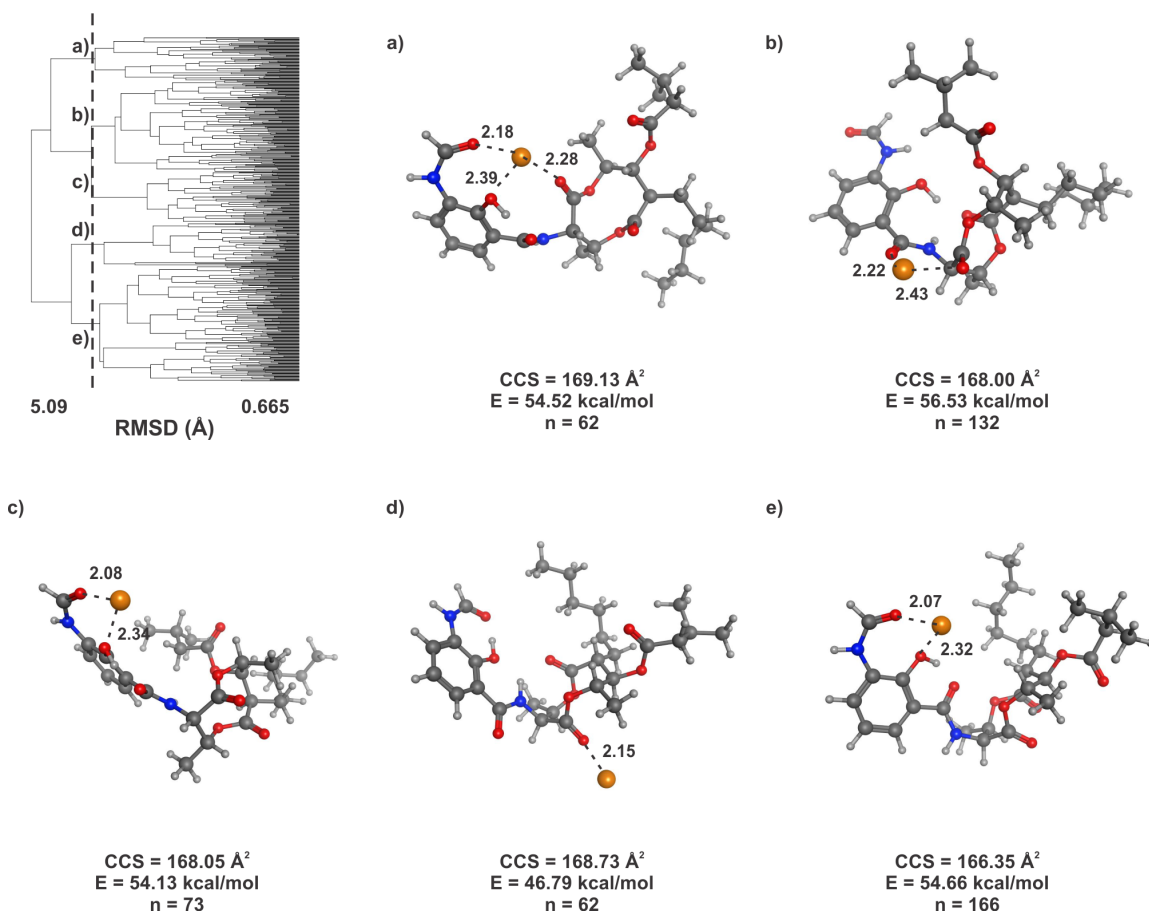 a)
b)
c)
d)
e)
5.09
0.665
RMSD (Å)
a)
2.18
2.28
2.39
CCS = 169.13 Å²
E = 54.52 kcal/mol
n = 62
b)
2.22
2.43
CCS = 168.00 Å²
E = 56.53 kcal/mol
n = 132
c)
2.08
2.34
CCS = 168.05 Å²
E = 54.13 kcal/mol
n = 73
d)
2.15
CCS = 168.73 Å²
E = 46.79 kcal/mol
n = 62
e)
2.07
2.32
CCS = 166.35 Å²
E = 54.66 kcal/mol
n = 166